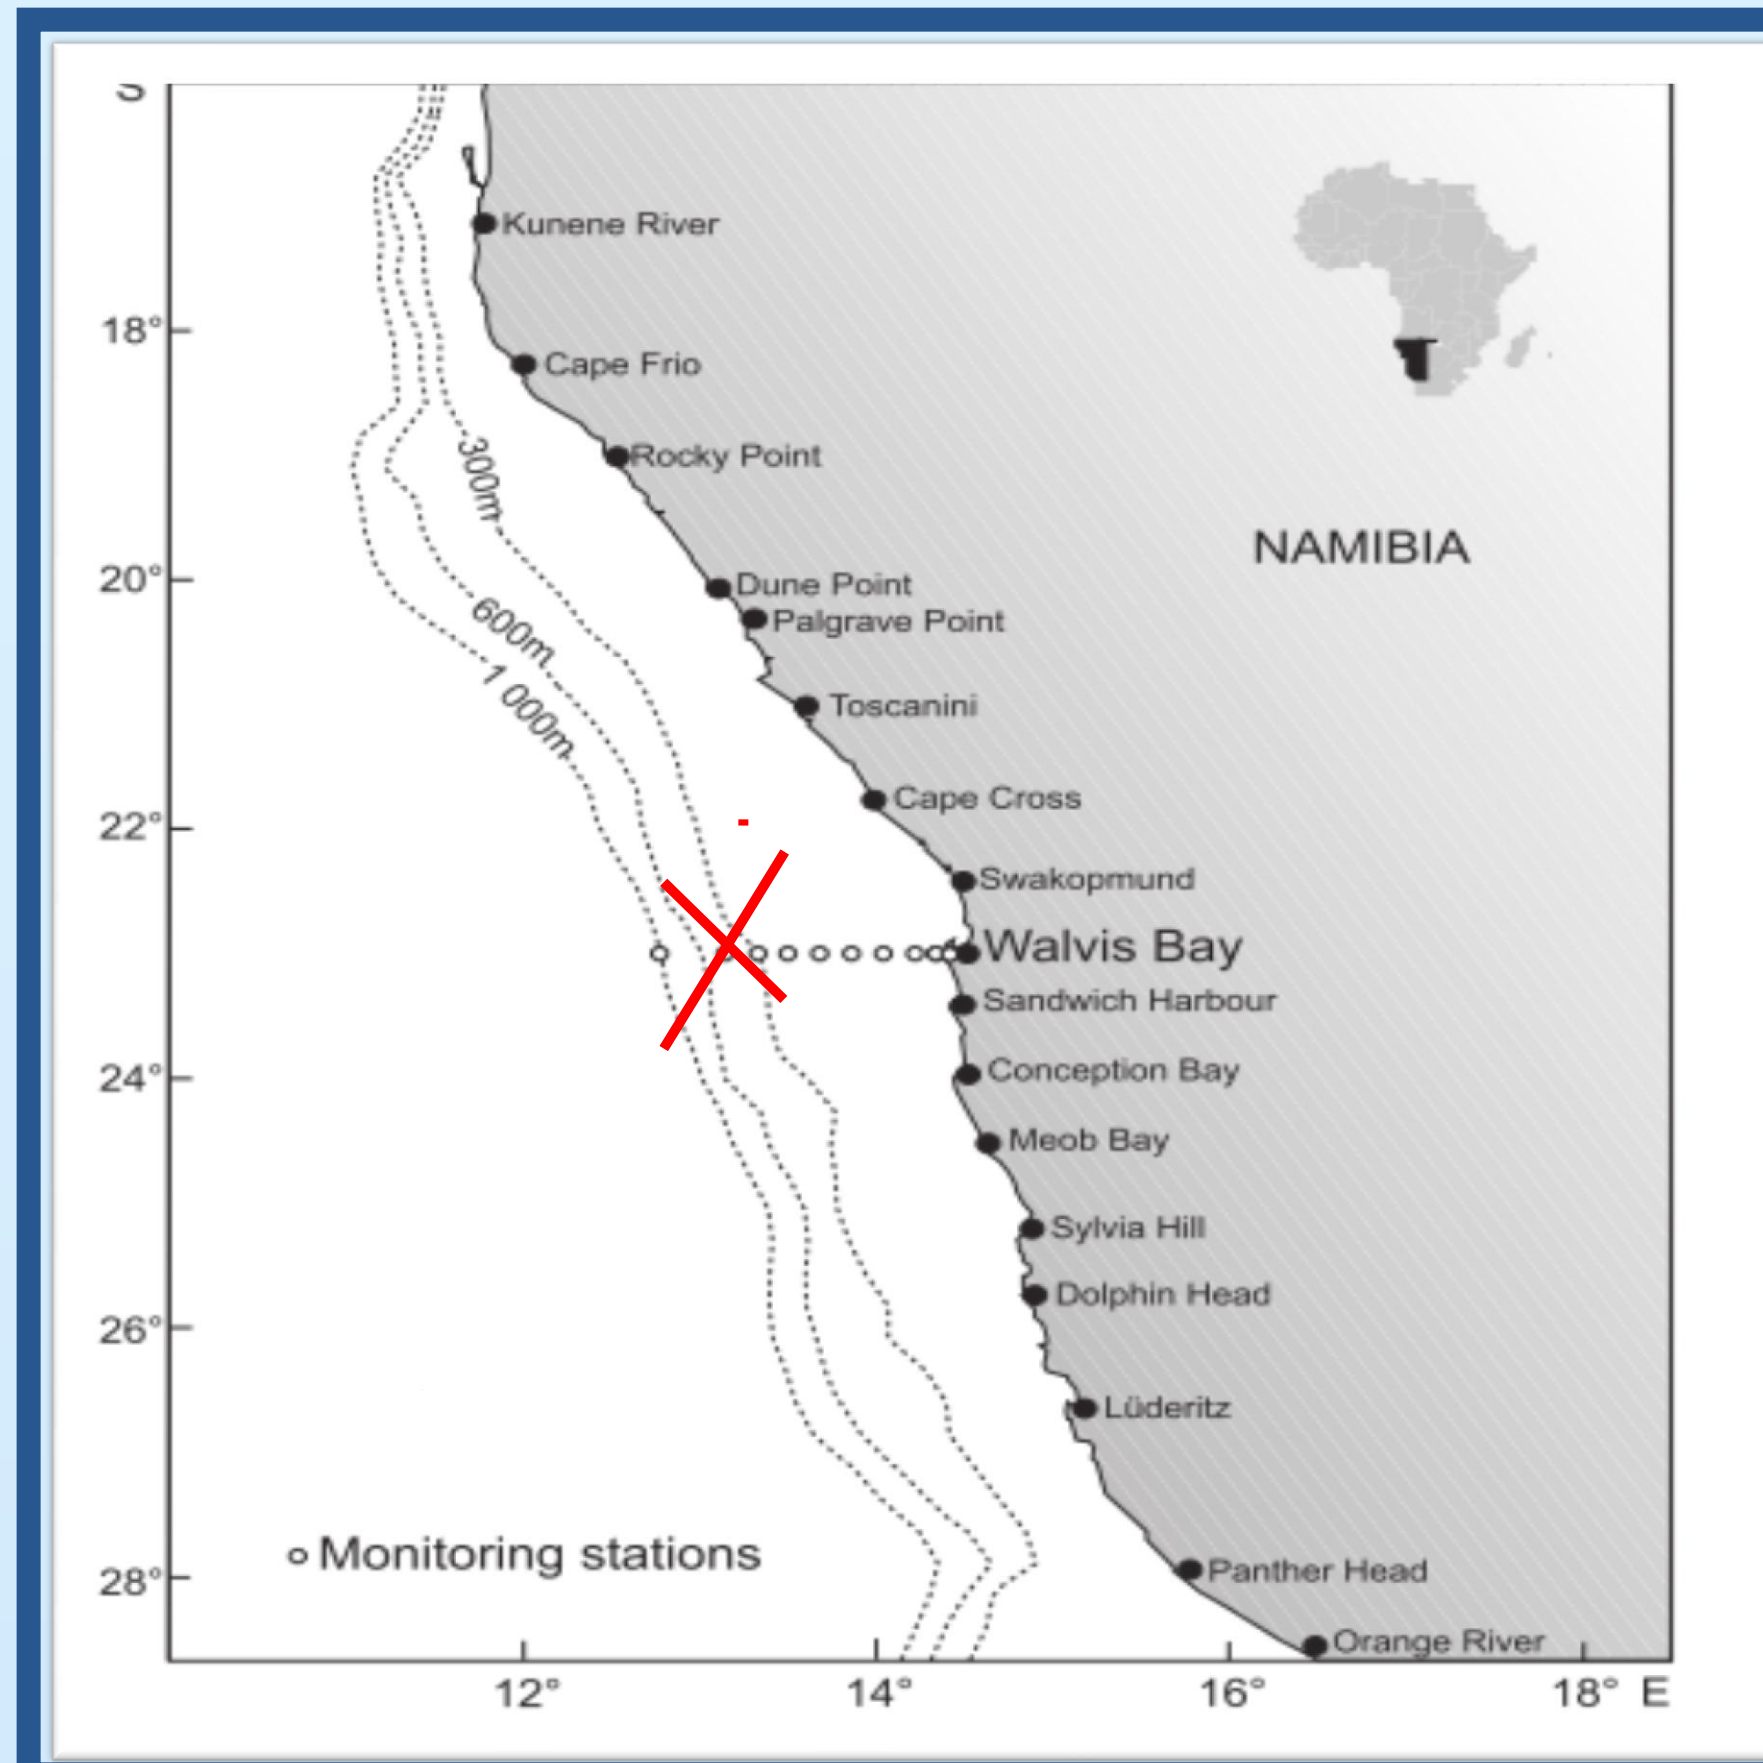 S
Kunene River
18°
Cape Frio
300m
Rocky Point
NAMIBIA
20°
Dune Point
600m
Palgrave Point
1 000m
Toscanini
22°
Cape Cross
Swakopmund
Walvis Bay
Sandwich Harbour
24°
Conception Bay
Meob Bay
Sylvia Hill
Dolphin Head
26°
Lüderitz
Monitoring stations
28°
Panther Head
Orange River
12° 14° 16° 18° E